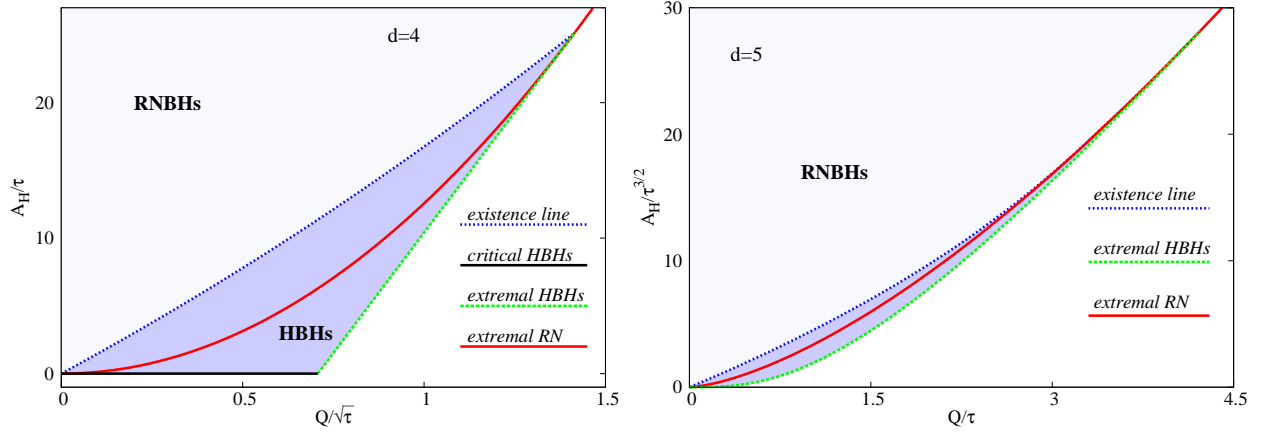 d=4
RNBHs
HBHs
existence line
critical HBHs
extremal HBHs
extremal RN
20
10
0
A_H/τ
0
0.5
1
1.5
Q/√τ
d=5
RNBHs
existence line
extremal HBHs
extremal RN
30
20
10
0
A_H/τ^{3/2}
0
1.5
3
4.5
Q/τ